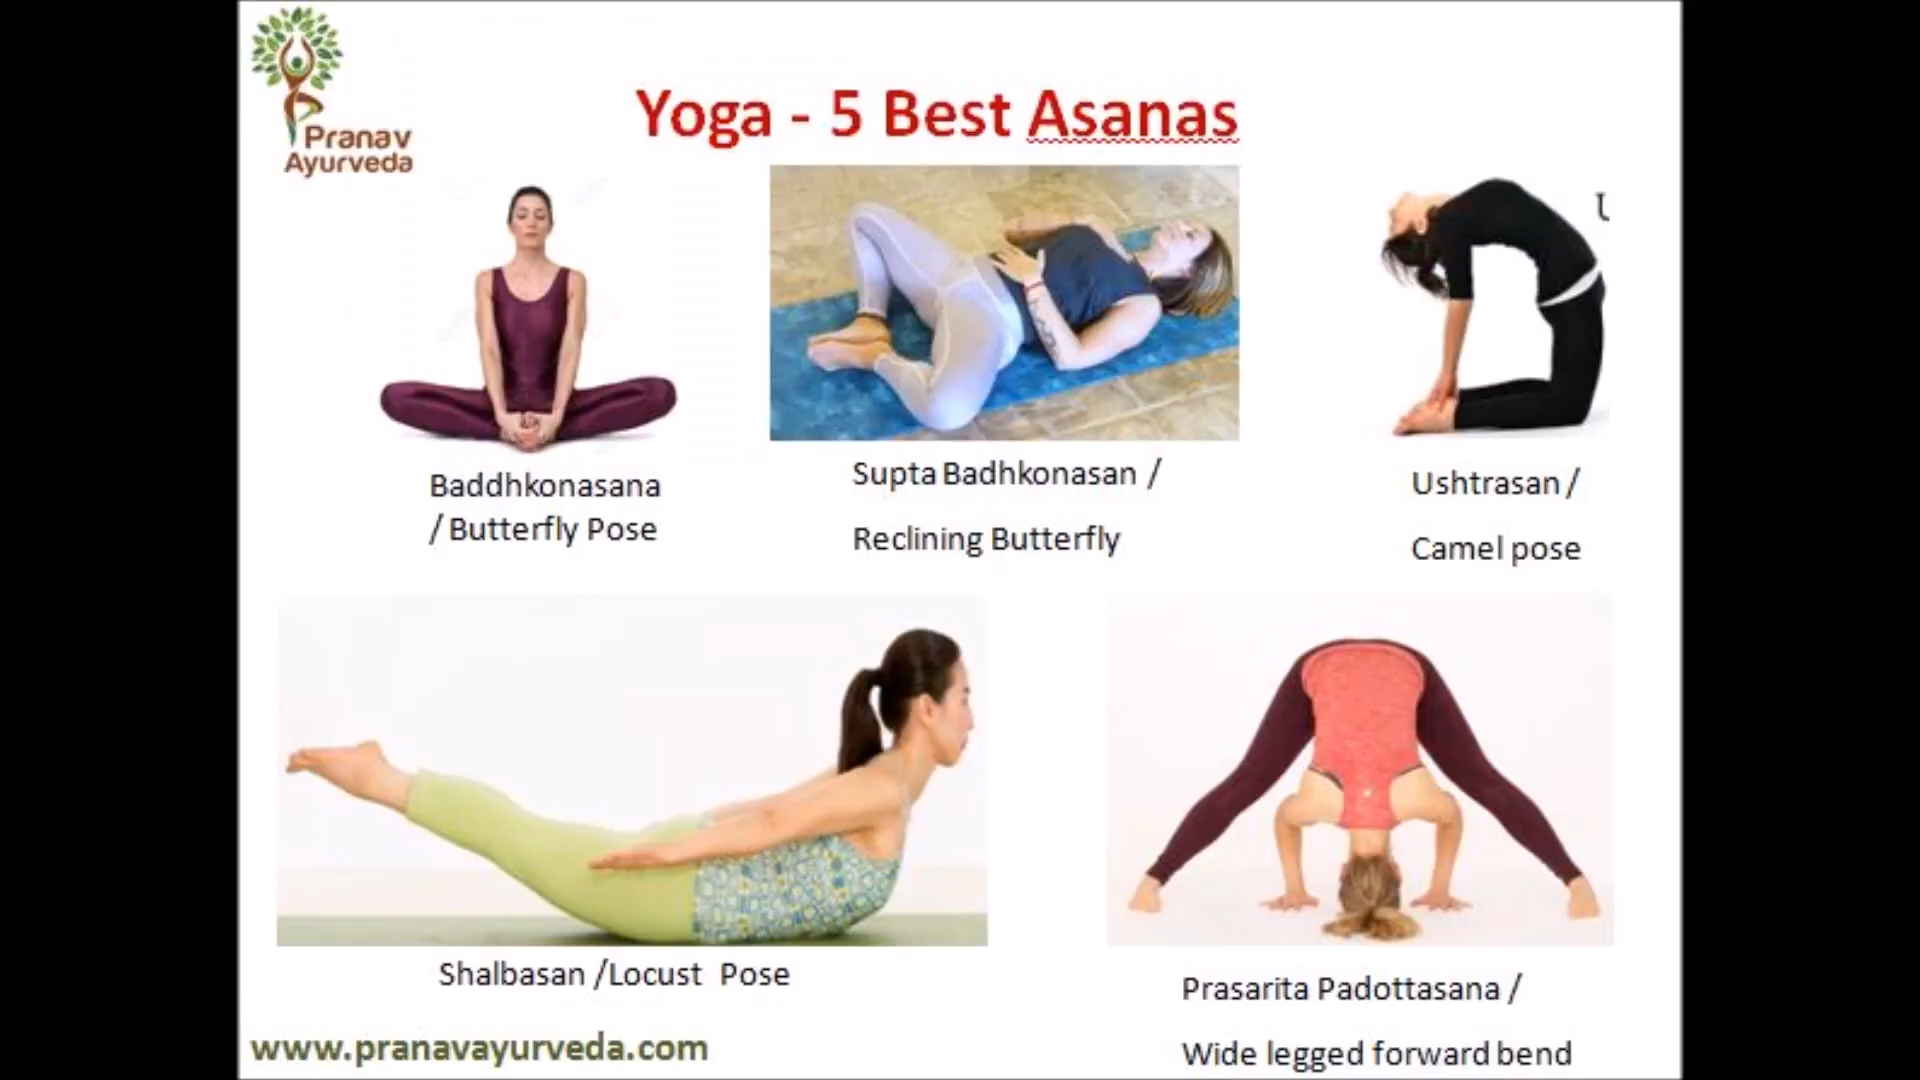 Pranav
Ayurveda
Yoga - 5 Best Asanas
U
Baddhkonasana
/ Butterfly Pose
Supta Badhkonasan /
Reclining Butterfly
Ushtrasan /
Camel pose
Shalbasan /Locust Pose
Prasarita Padottasana /
Wide legged forward bend
www.pranavayurveda.com